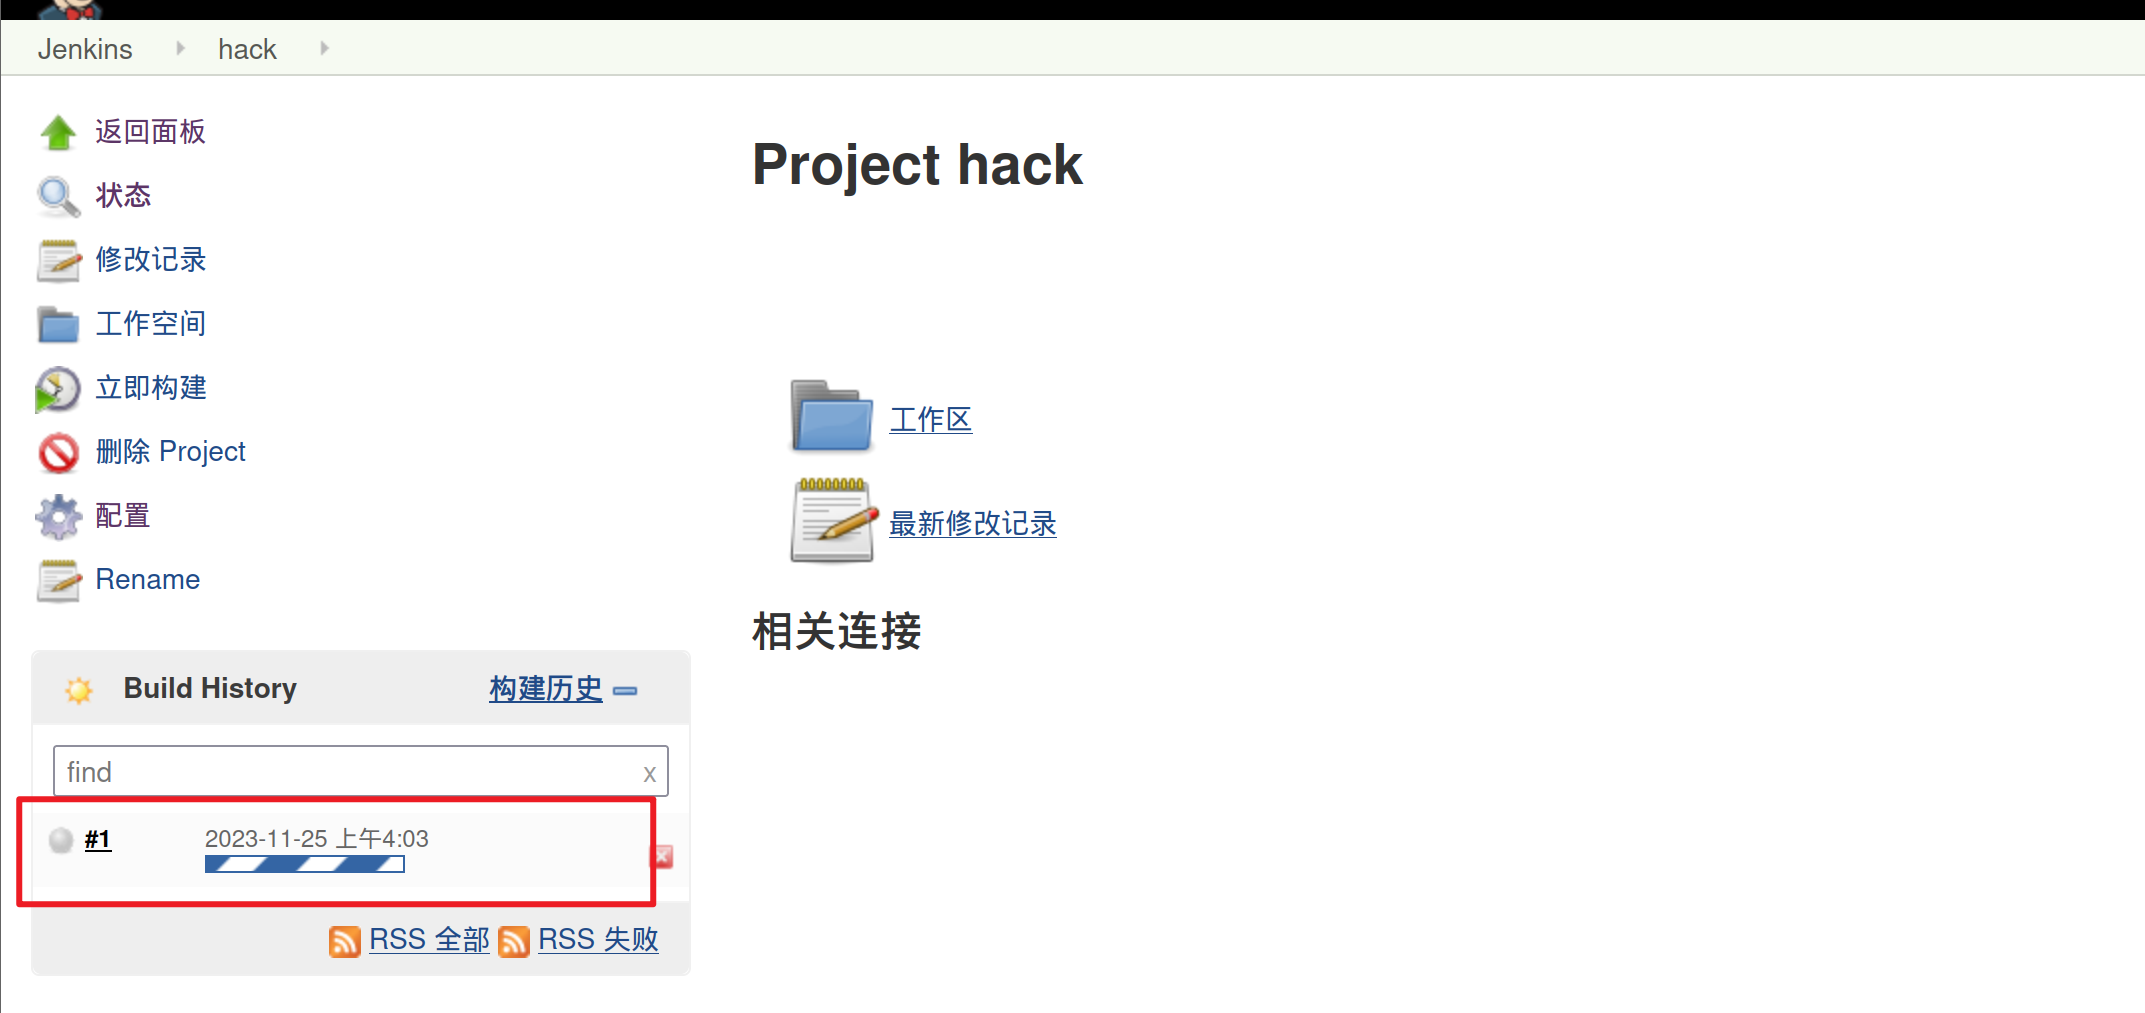 Jenkins hack
返回面板
状态
修改记录
工作空间
立即构建
删除 Project
配置
Rename
Project hack
工作区
最新修改记录
相关连接
Build History 构建历史
find x
#1 2023-11-25 上午4:03
RSS 全部 RSS 失败